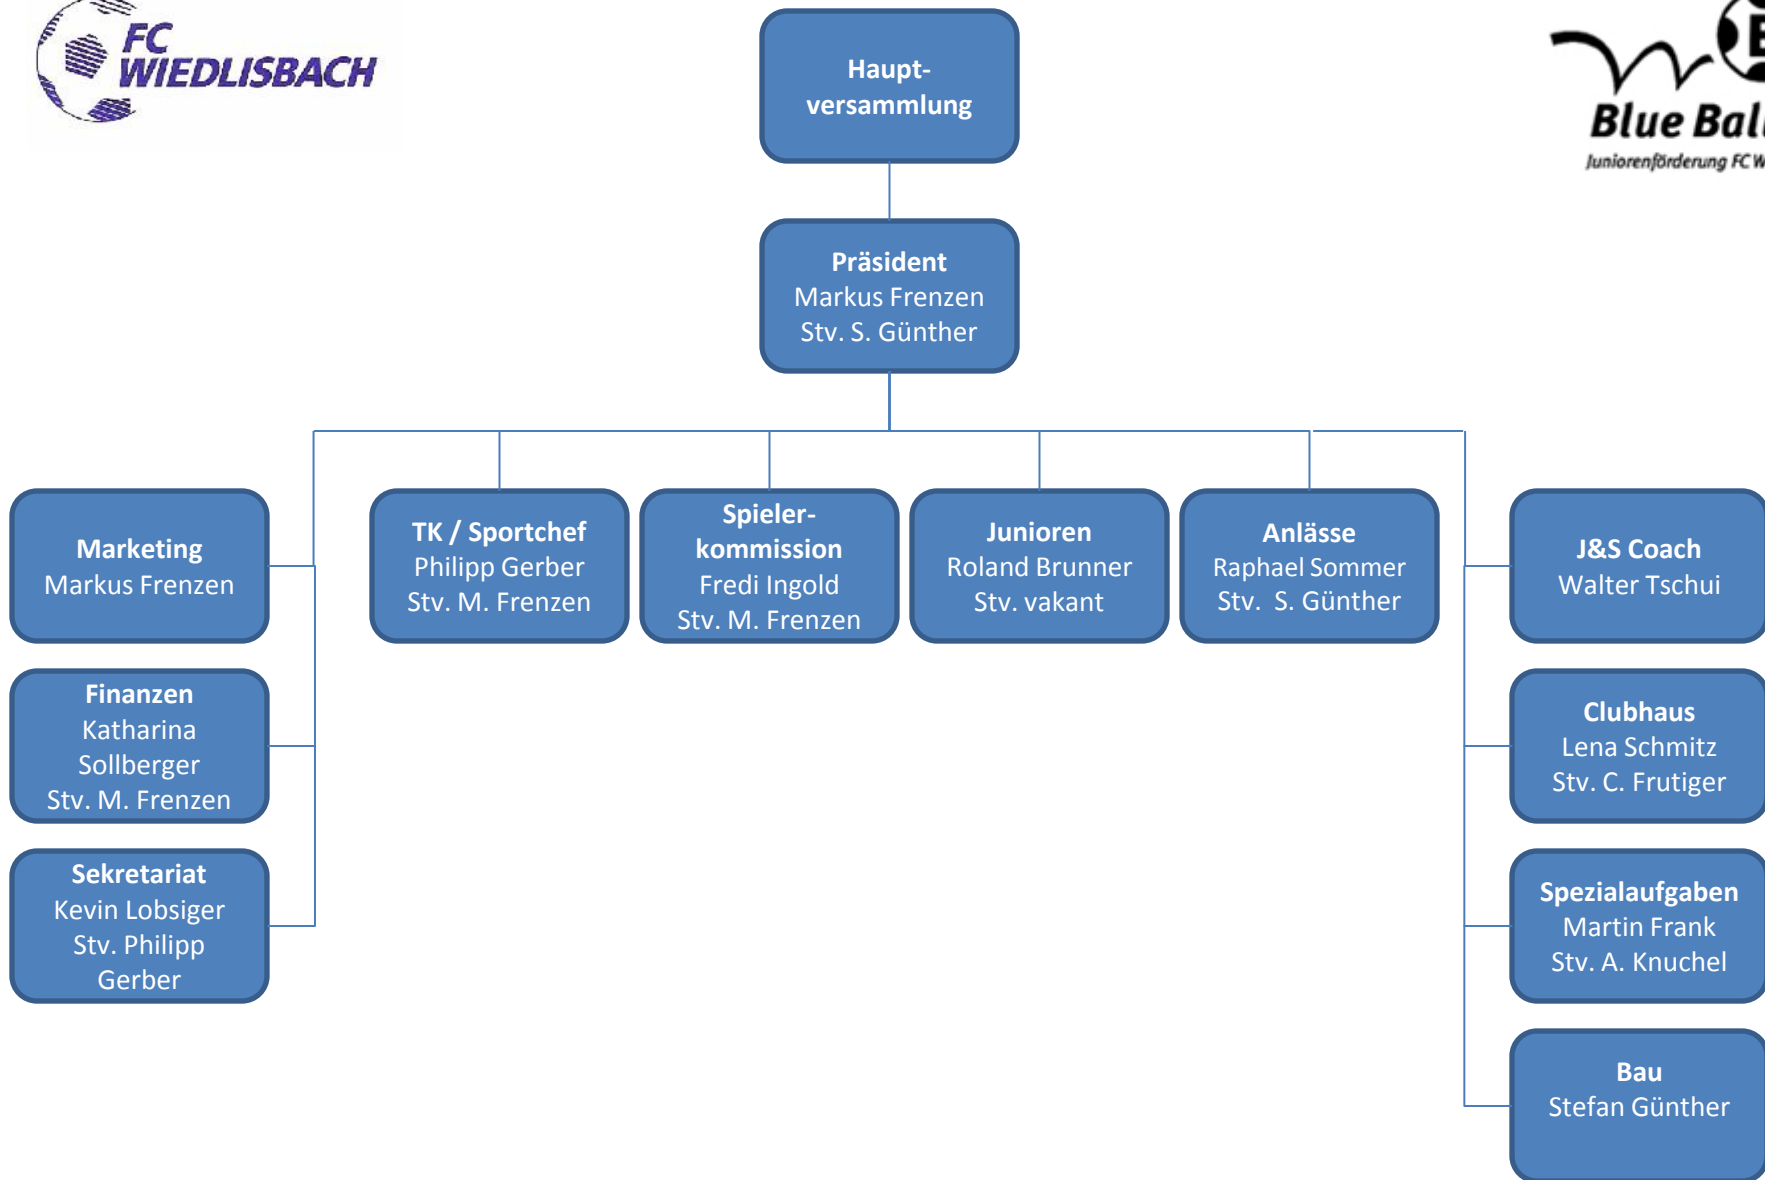 FC
WIEDLISBACH
Haupt-
versammlung
Blue
Juniorenförderung FC
Präsident
Markus Frenzen
Stv. S. Günther
Marketing
Markus Frenzen
TK / Sportchef
Philipp Gerber
Stv. M. Frenzen
Spieler-
kommission
Fredi Ingold
Stv. M. Frenzen
Junioren
Roland Brunner
Stv. vakant
Anlässe
Raphael Sommer
Stv. S. Günther
J&S Coach
Walter Tschui
Finanzen
Katharina
Sollberger
Stv. M. Frenzen
Clubhaus
Lena Schmitz
Stv. C. Frutiger
Sekretariat
Kevin Lobsiger
Stv. Philipp
Gerber
Spezialaufgaben
Martin Frank
Stv. A. Knuchel
Bau
Stefan Günther